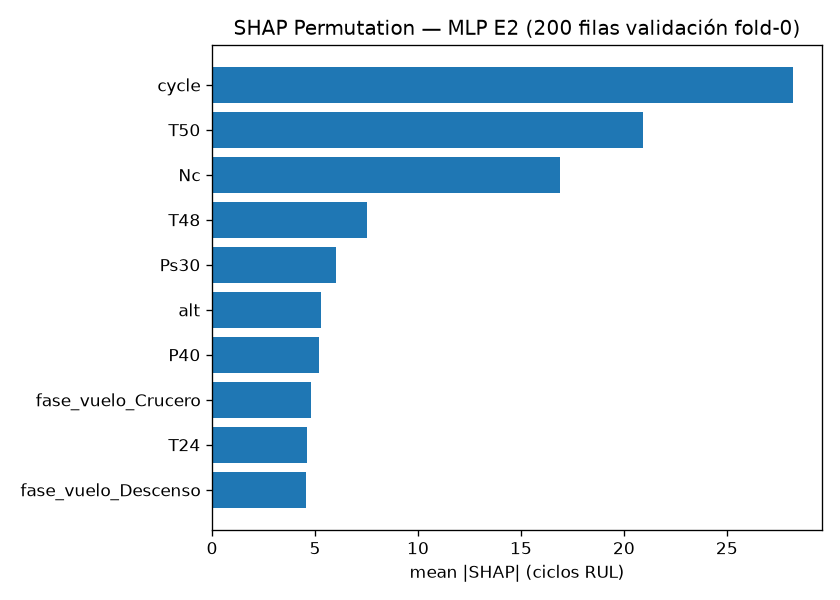 SHAP Permutation — MLP E2 (200 filas validación fold-0)
cycle
T50
Nc
T48
Ps30
alt
P40
fase_vuelo_Crucero
T24
fase_vuelo_Descenso
0 5 10 15 20 25
mean |SHAP| (ciclos RUL)